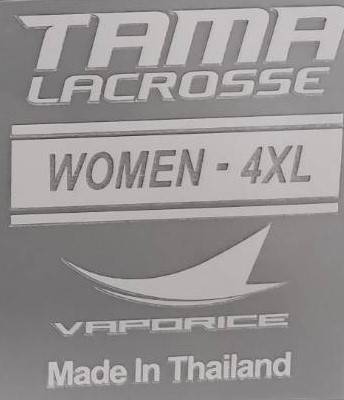 TAMA
LACROSSE
WOMEN - 4XL
VAPORICE
Made In Thailand